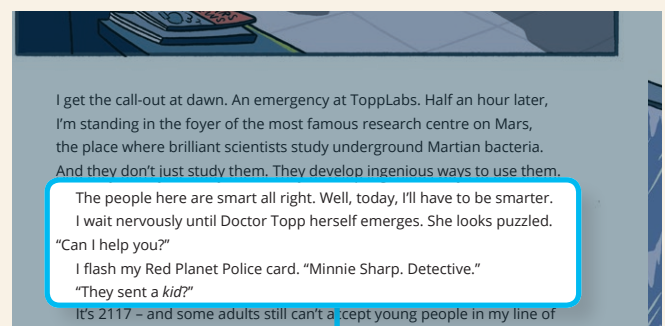 I get the call-out at dawn. An emergency at ToppLabs. Half an hour later,
I’m standing in the foyer of the most famous research centre on Mars,
the place where brilliant scientists study underground Martian bacteria.
And they don’t just study them. They develop ingenious ways to use them.
The people here are smart all right. Well, today, I’ll have to be smarter.
I wait nervously until Doctor Topp herself emerges. She looks puzzled.
“Can I help you?”
I flash my Red Planet Police card. “Minnie Sharp. Detective.”
“They sent a kid?”
It’s 2117 – and some adults still can’t accept young people in my line of